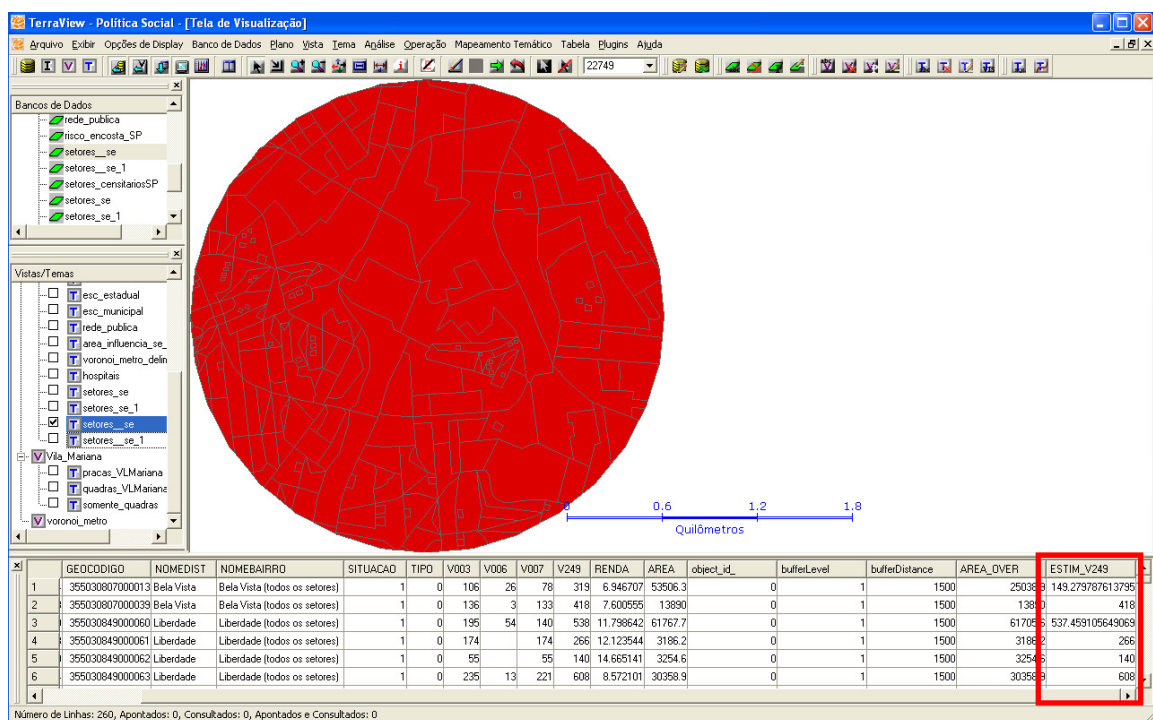 TerraView - Política Social - [Tela de Visualização]
Arquivo Exibir Opções de Display Banco de Dados Plano Vista Tema Análise Operação Mapeamento Temático Tabela Plugins Ajuda
22749
Bancos de Dados
rede_publica
risco_encosta_SP
setores__se
setores__se_1
setores_censitariosSP
setores_se
setores_se_1
Vistas/Temas
esc_estadual
esc_municipal
rede_publica
area_influencia_se_
voronoi_metro_delin
hospitais
setores_se
setores_se_1
setores__se
setores__se_1
Vila_Mariana
pracas_VLMariana
quadras_VLMariana
somente_quadras
voronoi_metro
0 0.6 1.2 1.8
Quilômetros
GEOCODIGO NOMEDIST NOMEBAIRRO SITUACAO TIPO V003 V006 V007 V249 RENDA AREA object_id_ bufferLevel bufferDistance AREA_OVER ESTIM_V249
1 355030807000013 Bela Vista Bela Vista (todos os setores) 1 0 106 26 78 319 6.946707 53506.3 0 1 1500 149.279787613795
2 355030807000039 Bela Vista Bela Vista (todos os setores) 1 0 136 3 133 418 7.600555 13890 0 1 1500 418
3 355030849000060 Liberdade Liberdade (todos os setores) 1 0 195 54 140 538 11.798642 61767.7 0 1 1500 537.459105649069
4 355030849000061 Liberdade Liberdade (todos os setores) 1 0 174 174 266 12.123544 3186.2 0 1 1500 266
5 355030849000062 Liberdade Liberdade (todos os setores) 1 0 55 55 140 14.665141 3254.6 0 1 1500 140
6 355030849000063 Liberdade Liberdade (todos os setores) 1 0 235 13 221 608 8.572101 30358.9 0 1 1500 608
Número de Linhas: 260, Apontados: 0, Consultados: 0, Apontados e Consultados: 0